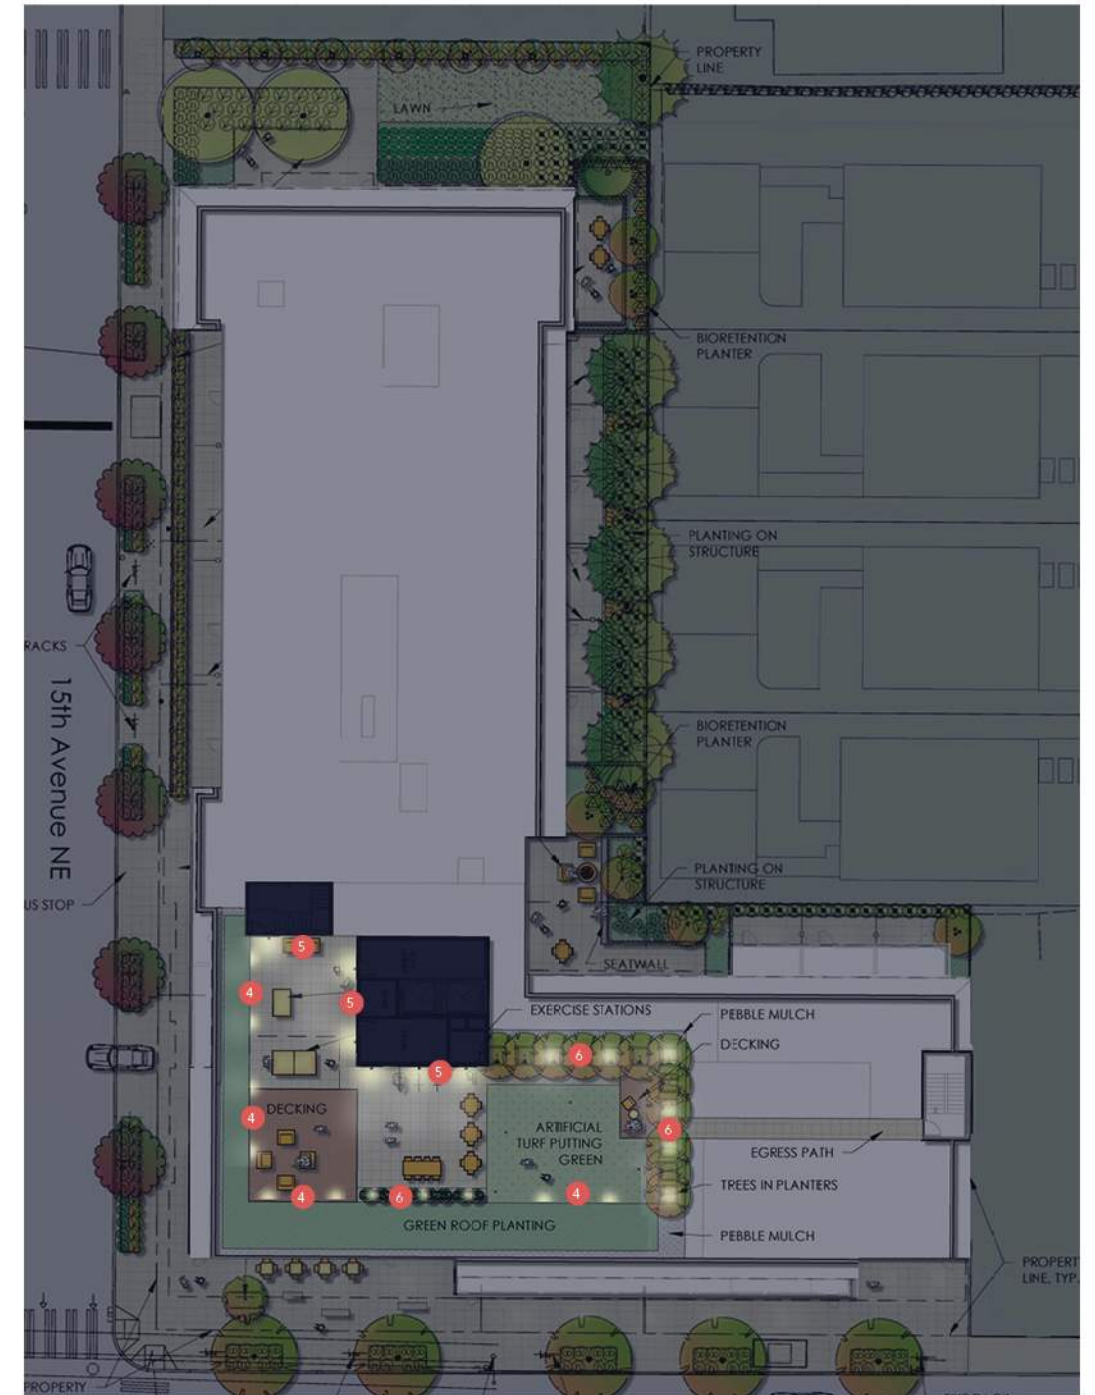 PROPERTY
LINE
LAWN
BIORETENTION
PLANTER
PLANTING ON
STRUCTURE
RACKS
15th Avenue NE
BIORETENTION
PLANTER
PLANTING ON
STRUCTURE
US STOP
SEATWALL
5
4
5
EXERCISE STATIONS
PEBBLE MULCH
DECKING
6
5
DECKING
4
ARTIFICIAL
TURF PUTTING
GREEN
6
EGRESS PATH
4
6
4
TREES IN PLANTERS
GREEN ROOF PLANTING
PEBBLE MULCH
PROPERT
LINE, TYP.
PROPERTY